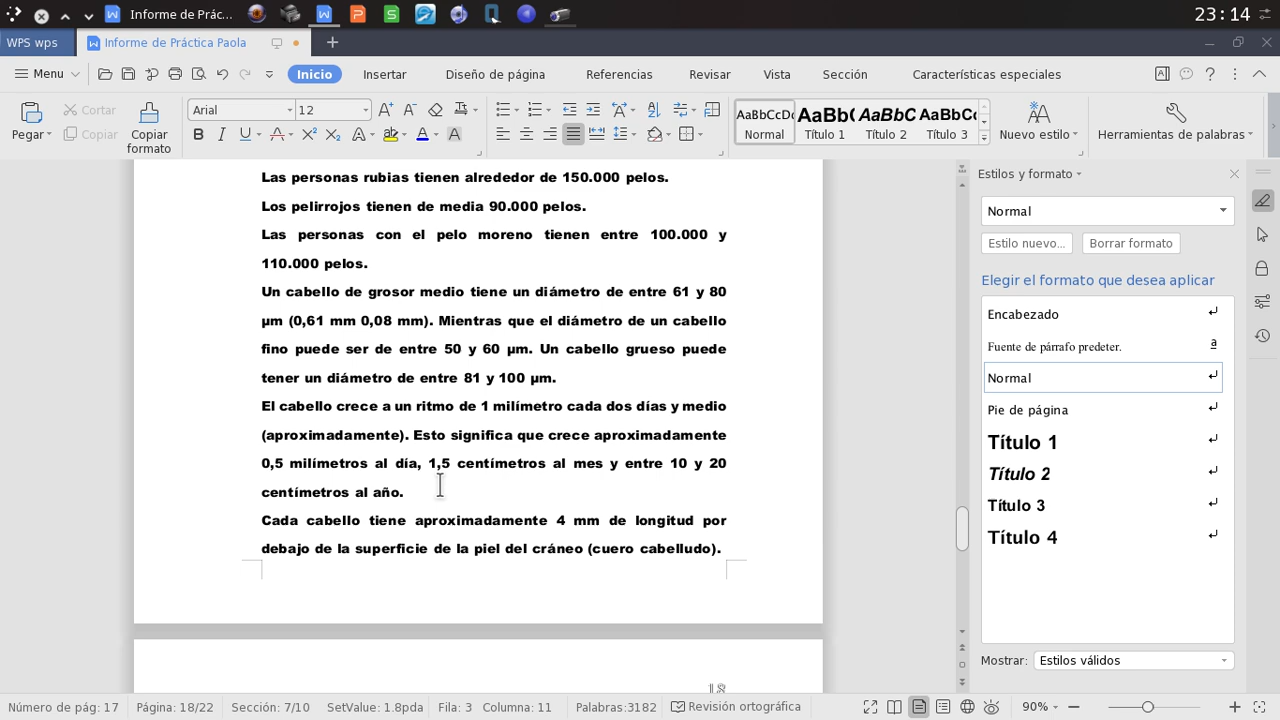 Informe de Prác...
23:14
WPS wps
Informe de Práctica Paola
Menu
Inicio
Insertar
Diseño de página
Referencias
Revisar
Vista
Sección
Características especiales
Pegar
Cortar
Copiar
Copiar formato
Arial
12
AaBbCcDc
AaBb(
AaBbC
AaBbC
Normal
Título 1
Título 2
Título 3
Nuevo estilo
Herramientas de palabras
Las personas rubias tienen alrededor de 150.000 pelos.
Los pelirrojos tienen de media 90.000 pelos.
Las personas con el pelo moreno tienen entre 100.000 y
110.000 pelos.
Un cabello de grosor medio tiene un diámetro de entre 61 y 80
µm (0,61 mm 0,08 mm). Mientras que el diámetro de un cabello
fino puede ser de entre 50 y 60 µm. Un cabello grueso puede
tener un diámetro de entre 81 y 100 µm.
El cabello crece a un ritmo de 1 milímetro cada dos días y medio
(aproximadamente). Esto significa que crece aproximadamente
0,5 milímetros al día, 1,5 centímetros al mes y entre 10 y 20
centímetros al año.
Cada cabello tiene aproximadamente 4 mm de longitud por
debajo de la superficie de la piel del cráneo (cuero cabelludo).
18
Estilos y formato
Normal
Estilo nuevo...
Borrar formato
Elegir el formato que desea aplicar
Encabezado
Fuente de párrafo predeter.
a
Normal
Pie de página
Título 1
Título 2
Título 3
Título 4
Mostrar:
Estilos válidos
Número de pág: 17
Página: 18/22
Sección: 7/10
SetValue: 1.8pda
Fila: 3
Columna: 11
Palabras:3182
Revisión ortográfica
90%